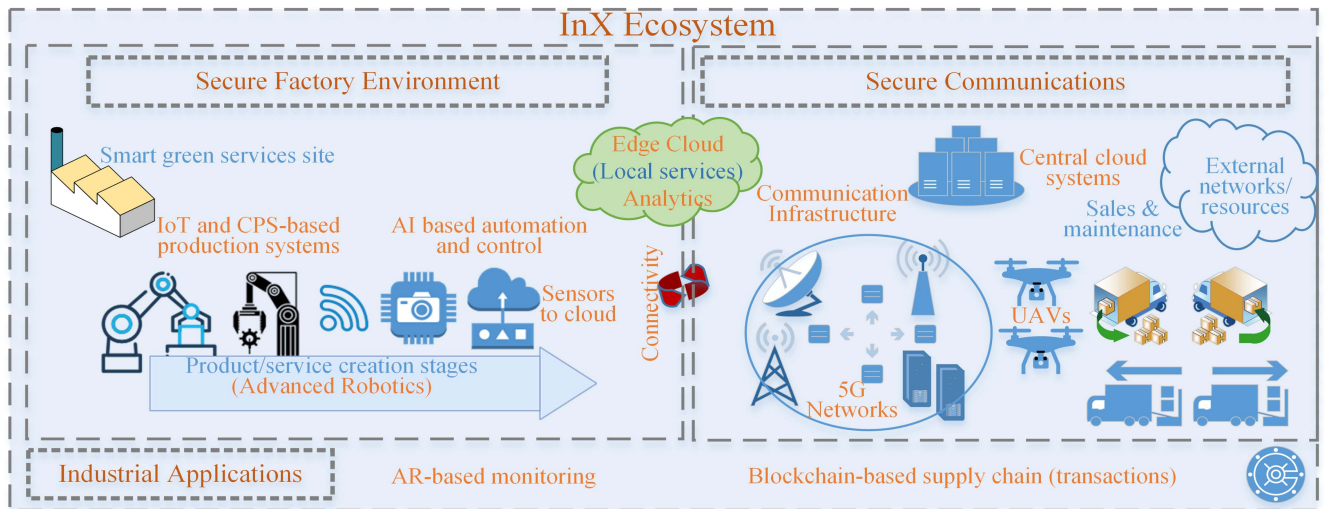 InX Ecosystem
Secure Factory Environment
Smart green services site
IoT and CPS-based
production systems
AI based automation
and control
Sensors
to cloud
Product/service creation stages
(Advanced Robotics)
Edge Cloud
(Local services)
Analytics
Connectivity
Secure Communications
Communication
Infrastructure
Central cloud
systems
External
networks/
resources
Sales &
maintenance
UAVs
5G
Networks
Industrial Applications
AR-based monitoring
Blockchain-based supply chain (transactions)